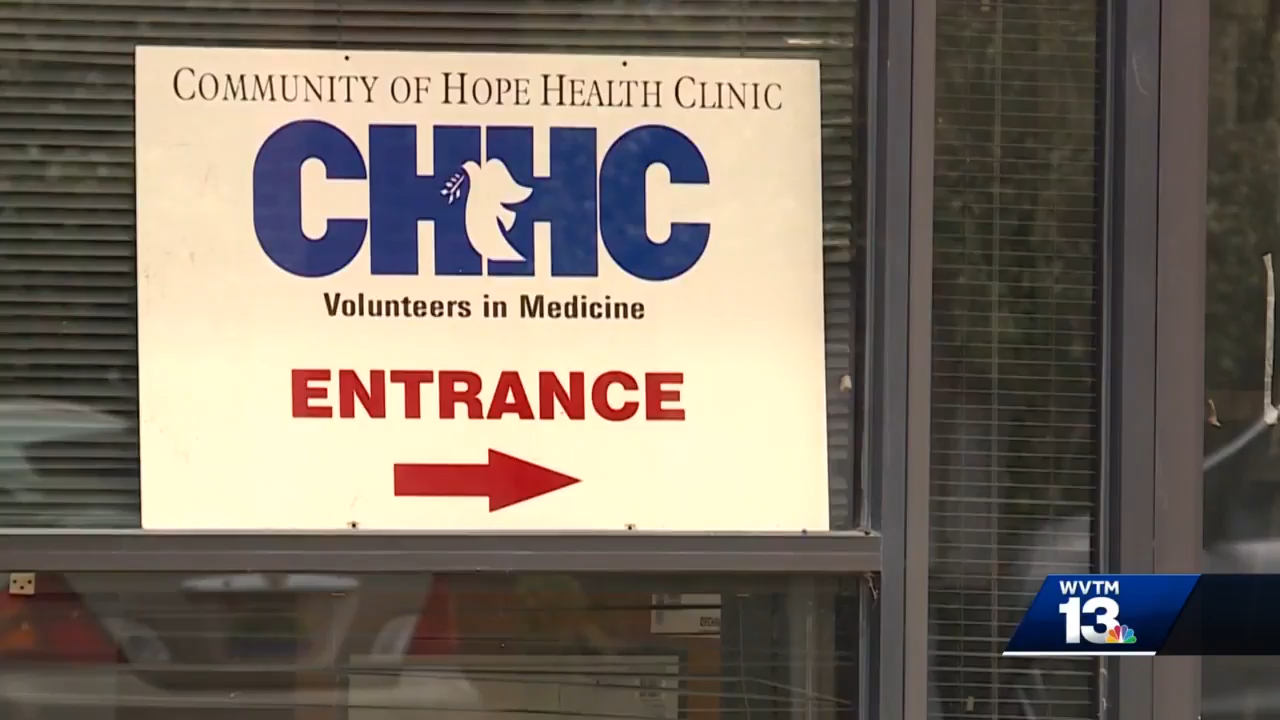 COMMUNITY OF HOPE HEALTH CLINIC
CHHC
Volunteers in Medicine
ENTRANCE
WVTM
13